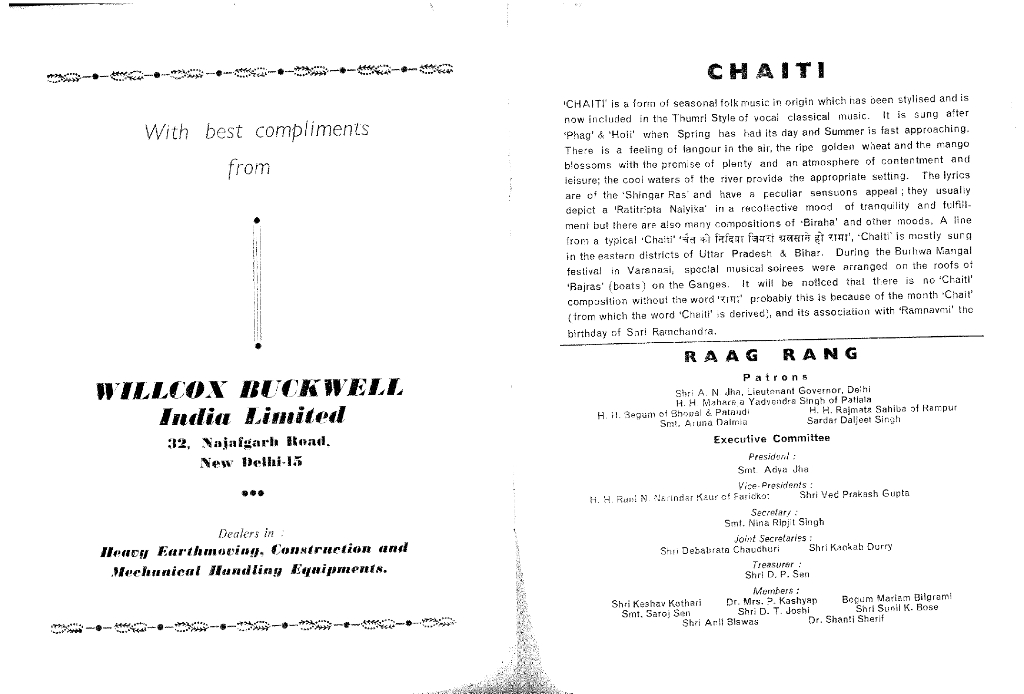 With best compliments
from
WILLCOX BUCKWELL
India Limited
32, Najafgarh Road,
New Delhi-15
Dealers in :
Heavy Earthmoving, Construction and
Mechanical Handling Equipments.
CHAITI
'CHAITI' is a form of seasonal folk music in origin which has been stylised and is
now included in the Thumri Style of vocal classical music. It is sung after
'Phag' & 'Holi' when Spring has had its day and Summer is fast approaching.
There is a feeling of langour in the air, the ripe golden wheat and the mango
blossoms with the promise of plenty and an atmosphere of contentment and
leisure; the cool waters of the river provide the appropriate setting. The lyrics
are of the 'Shingar Ras' and have a peculiar sensuous appeal ; they usually
depict a 'Ratitripta Naiyika' in a recollective mood of tranquility and fulfill-
ment but there are also many compositions of 'Biraha' and other moods. A line
from a typical 'Chaiti' 'चैत की निंदिया जियरा अलसाने हो रामा', 'Chaiti' is mostly sung
in the eastern districts of Uttar Pradesh & Bihar. During the Burhwa Mangal
festival in Varanasi, special musical soirees were arranged on the roofs of
'Bajras' (boats) on the Ganges. It will be noticed that there is no 'Chaiti'
composition without the word 'रामा' probably this is because of the month 'Chait'
(from which the word 'Chaiti' is derived), and its association with 'Ramnavmi' the
birthday of Shri Ramchandra.
RAAG RANG
Patrons
Shri A. N. Jha, Lieutenant Governor, Delhi
H. H. Maharaja Yadvendra Singh of Patiala
H. H. Begum of Bhopal & Pataudi H. H. Rajmata Sahiba of Rampur
Smt. Aruna Dalmia Sardar Daljeet Singh
Executive Committee
President :
Smt. Adya Jha
Vice-Presidents :
H. H. Rani N. Narindar Kaur of Faridkot Shri Ved Prakash Gupta
Secretary :
Smt. Nina Ripjit Singh
Joint Secretaries :
Shri Debabrata Chaudhuri Shri Kaokab Durry
Treasurer :
Shri D. P. Sen
Members :
Shri Keshav Kothari Dr. Mrs. P. Kashyap Begum Mariam Bilgrami
Smt. Saroj Sen Shri D. T. Joshi Shri Sunil K. Bose
Shri Anil Biswas Dr. Shanti Sherif